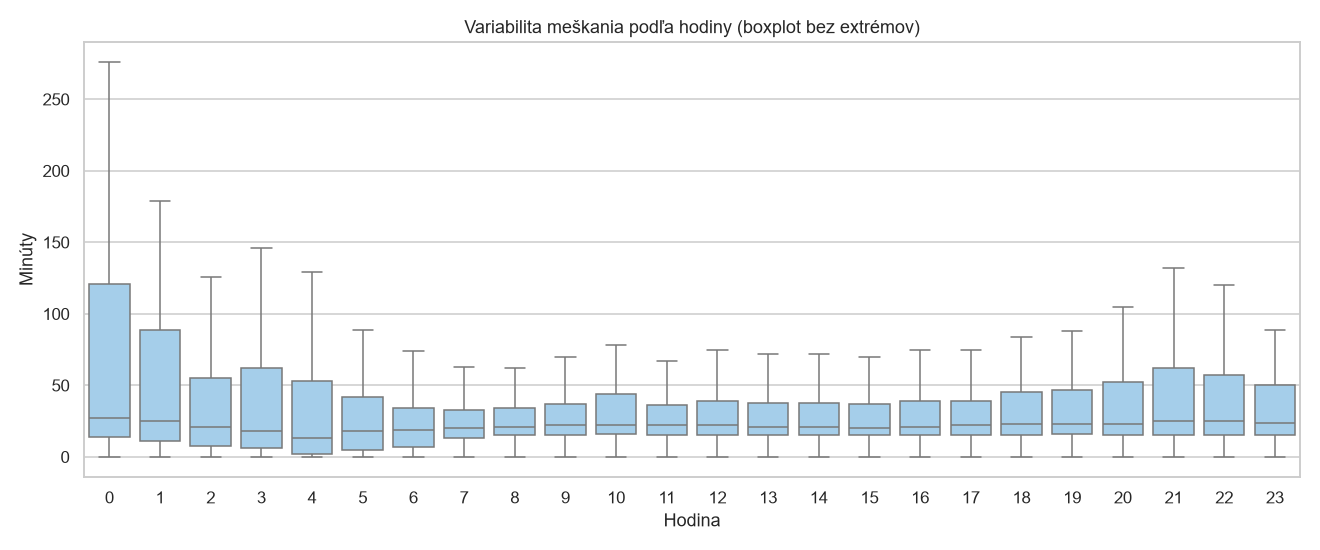 Variabilita meškania podľa hodiny (boxplot bez extrémov)
Minúty
250
200
150
100
50
0
0 1 2 3 4 5 6 7 8 9 10 11 12 13 14 15 16 17 18 19 20 21 22 23
Hodina